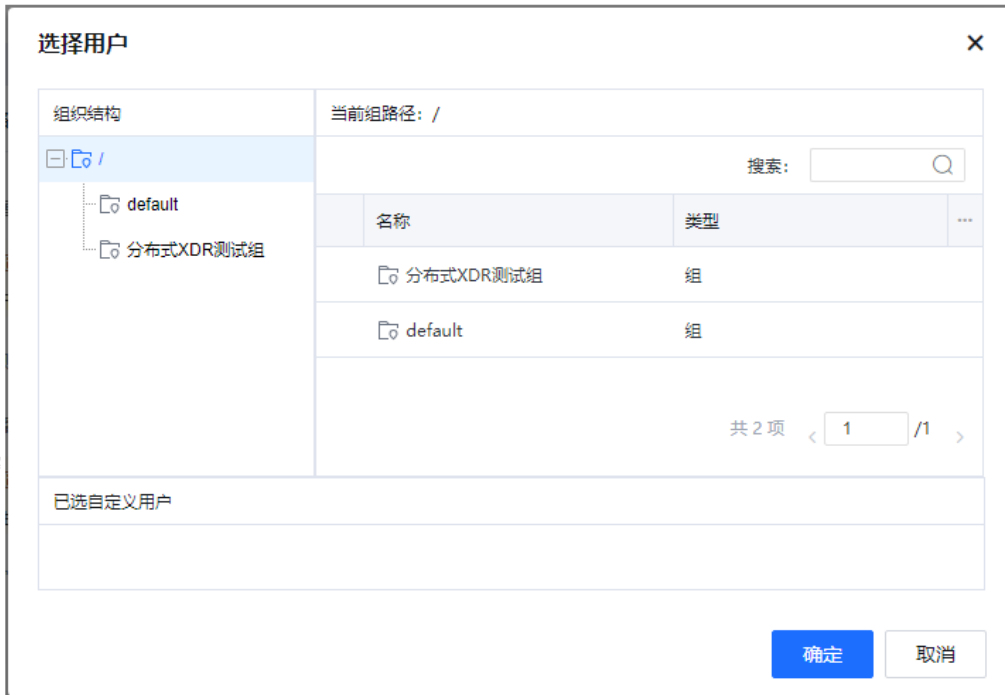 选择用户
组织结构
当前组路径：/
/
搜索：
default
分布式XDR测试组
名称 类型 ...
分布式XDR测试组 组
default 组
共 2 项 < 1 /1 >
已选自定义用户
确定 取消